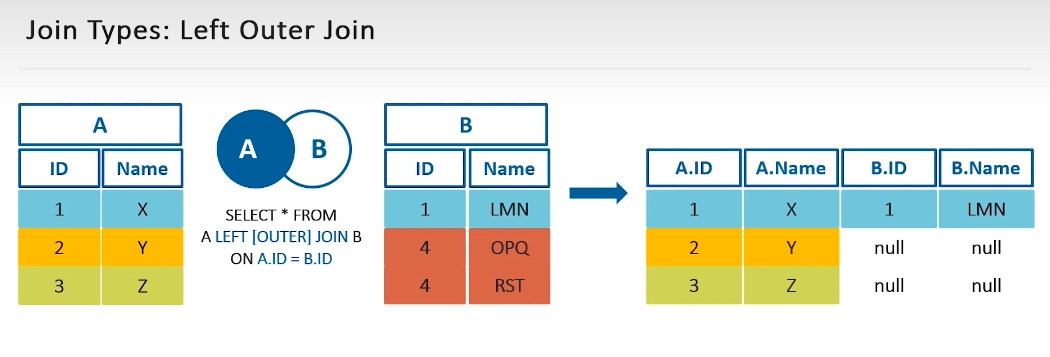 Join Types: Left Outer Join
A
ID Name
1 X
2 Y
3 Z
A B
SELECT * FROM
A LEFT [OUTER] JOIN B
ON A.ID = B.ID
B
ID Name
1 LMN
4 OPQ
4 RST
A.ID A.Name B.ID B.Name
1 X 1 LMN
2 Y null null
3 Z null null